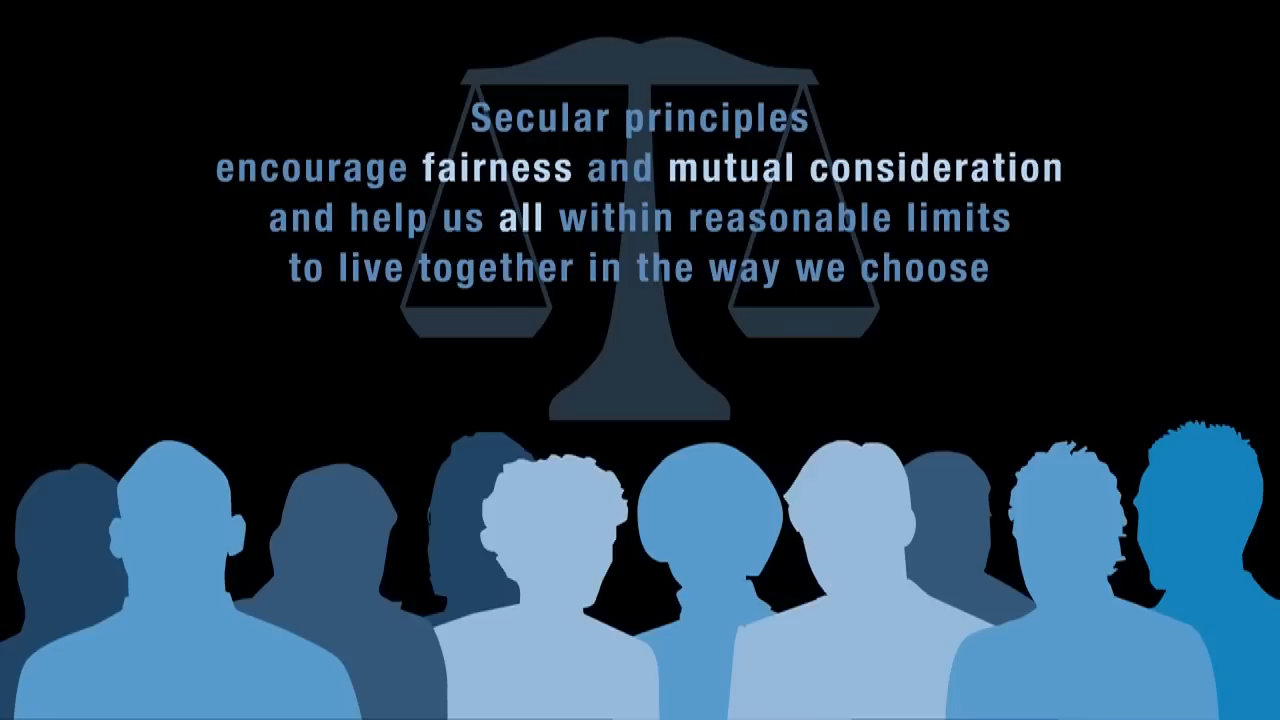 Secular principles
encourage fairness and mutual consideration
and help us all within reasonable limits
to live together in the way we choose